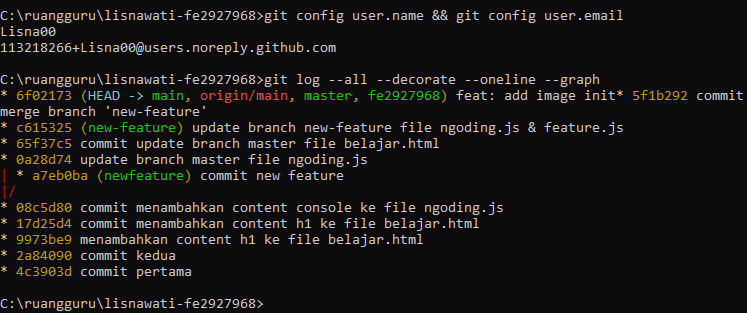 C:\ruangguru\lisnawati-fe2927968>git config user.name && git config user.email
Lisna00
113218266+Lisna00@users.noreply.github.com

C:\ruangguru\lisnawati-fe2927968>git log --all --decorate --oneline --graph
* 6f02173 (HEAD -> main, origin/main, master, fe2927968) feat: add image init* 5f1b292 commit
merge branch 'new-feature'
* c615325 (new-feature) update branch new-feature file ngoding.js & feature.js
* 65f37c5 commit update branch master file belajar.html
* 0a28d74 update branch master file ngoding.js
| * a7eb0ba (newfeature) commit new feature
|/
* 08c5d80 commit menambahkan content console ke file ngoding.js
* 17d25d4 commit menambahkan content h1 ke file belajar.html
* 9973be9 menambahkan content h1 ke file belajar.html
* 2a84090 commit kedua
* 4c3903d commit pertama

C:\ruangguru\lisnawati-fe2927968>